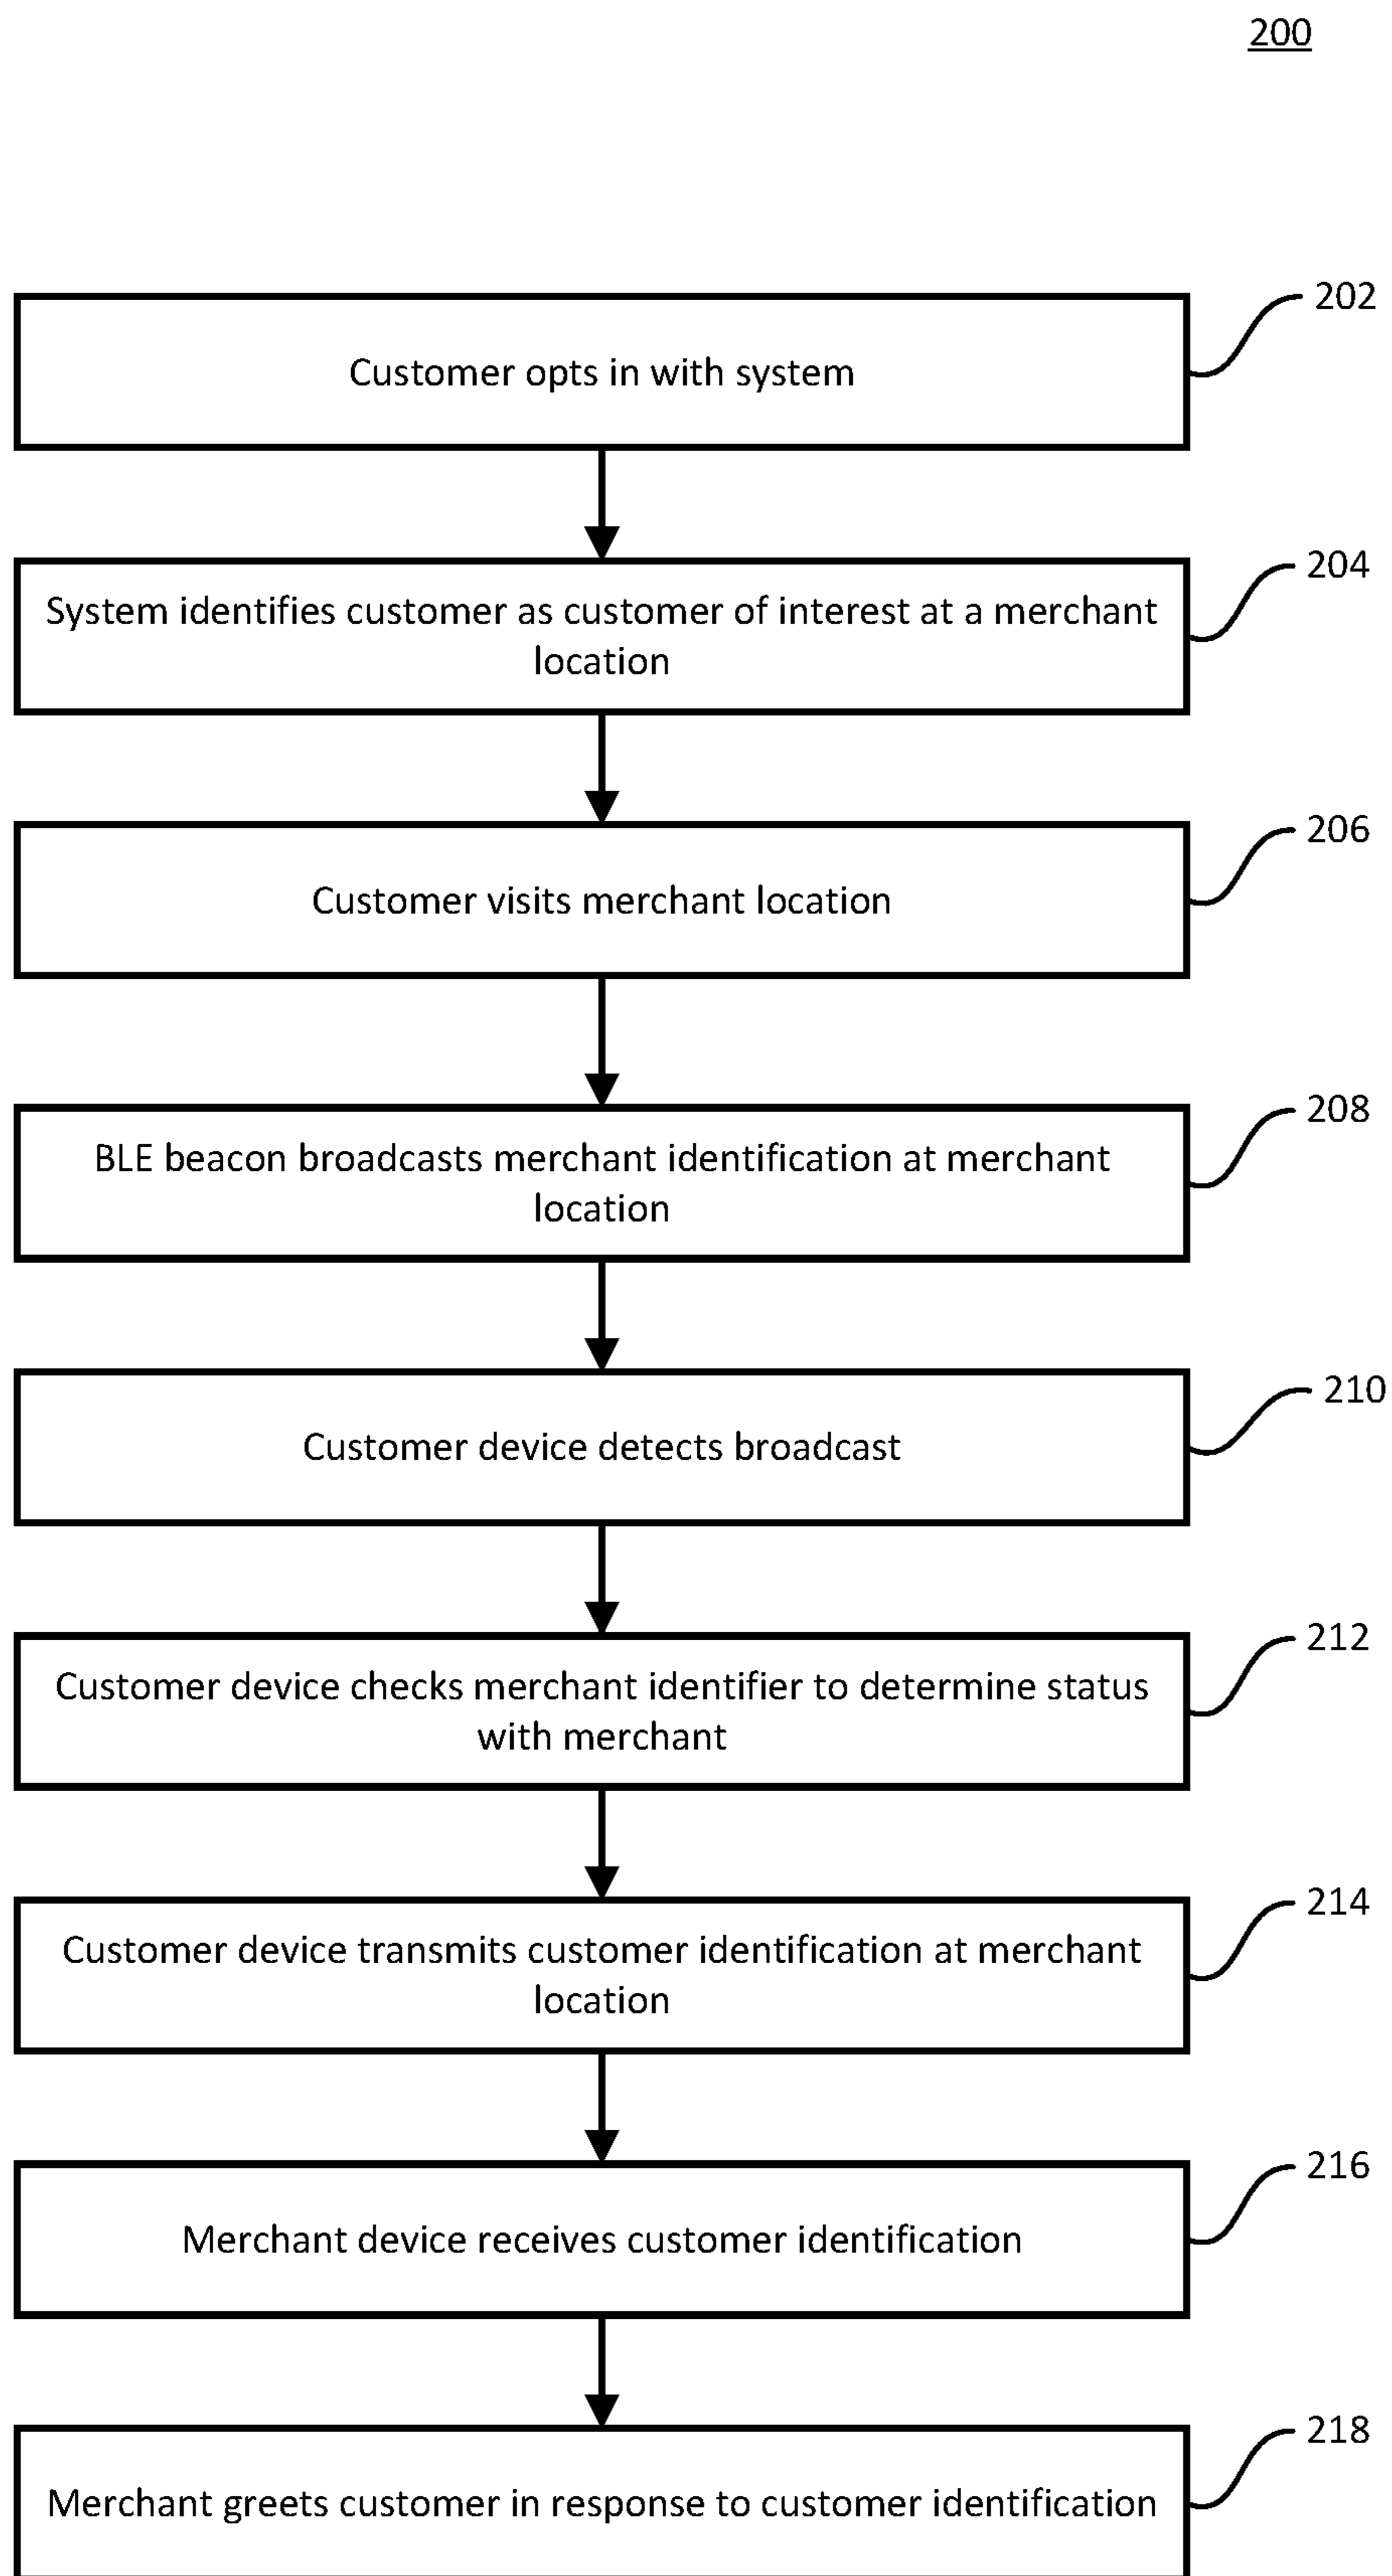 200
202
Customer opts in with system
204
System identifies customer as customer of interest at a merchant
location
206
Customer visits merchant location
208
BLE beacon broadcasts merchant identification at merchant
location
210
Customer device detects broadcast
212
Customer device checks merchant identifier to determine status
with merchant
214
Customer device transmits customer identification at merchant
location
216
Merchant device receives customer identification
218
Merchant greets customer in response to customer identification